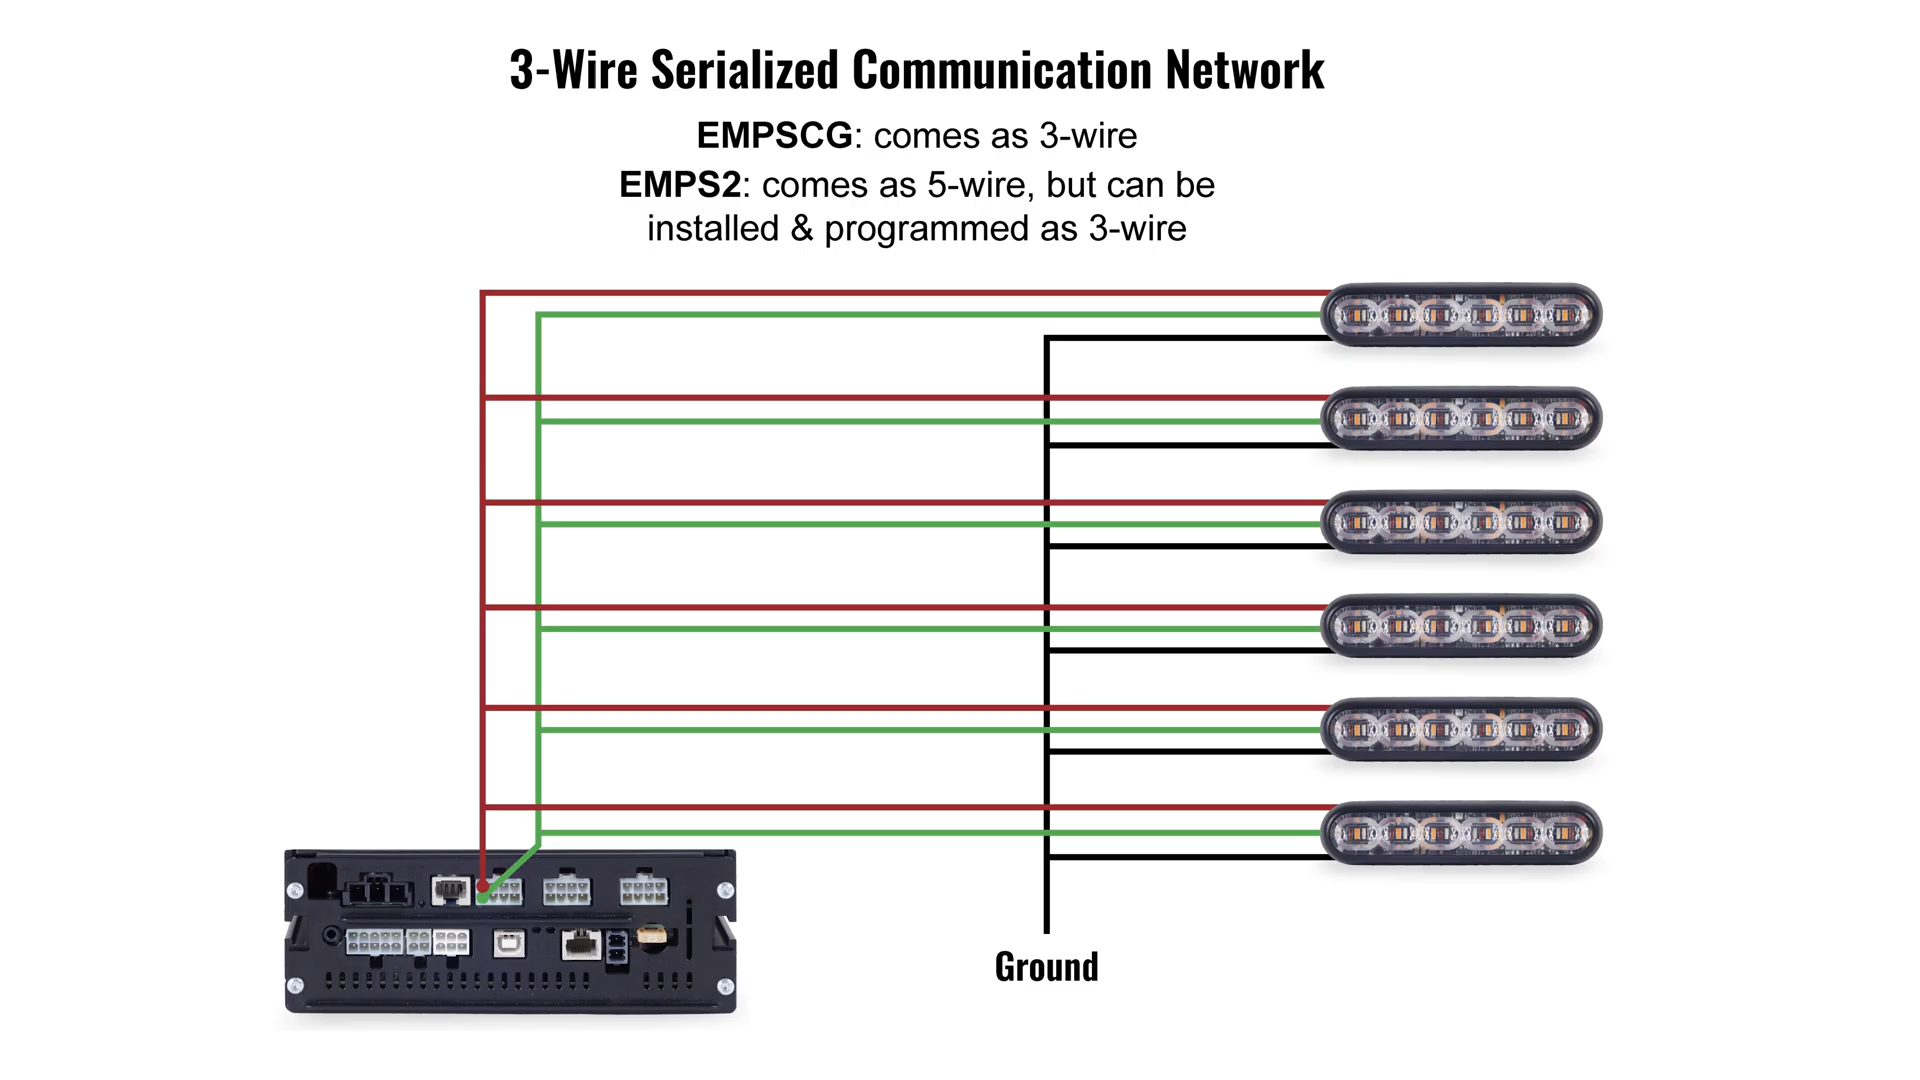 3-Wire Serialized Communication Network
EMPSCG: comes as 3-wire
EMPS2: comes as 5-wire, but can be
installed & programmed as 3-wire
Ground